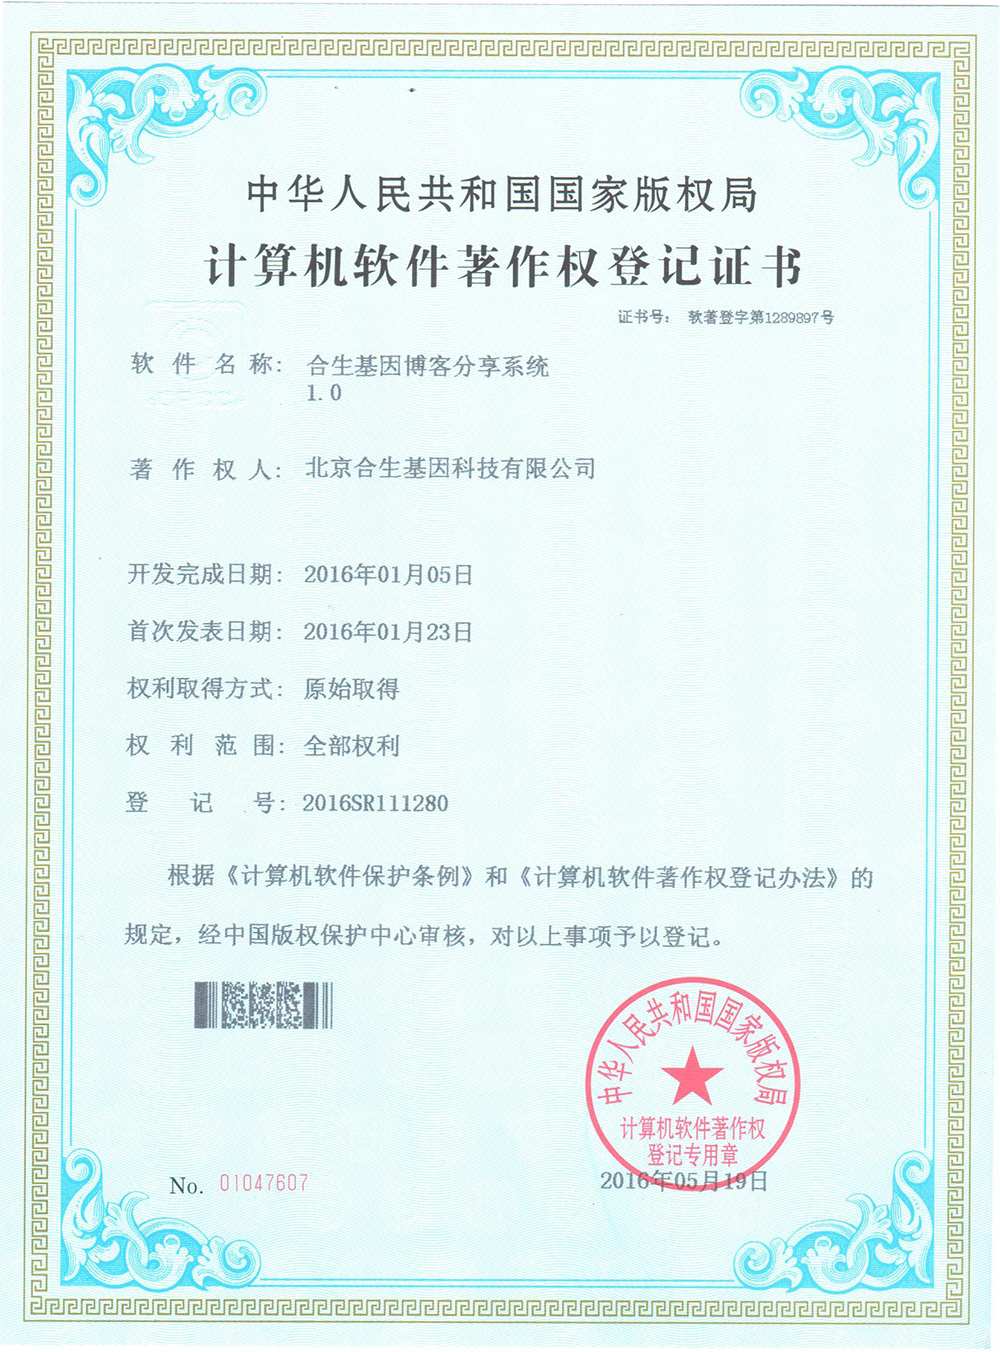 中华人民共和国国家版权局
计算机软件著作权登记证书
证书号： 软著登字第1289897号
软件名称： 合生基因博客分享系统
1.0
著作权人： 北京合生基因科技有限公司
开发完成日期： 2016年01月05日
首次发表日期： 2016年01月23日
权利取得方式： 原始取得
权利范围： 全部权利
登记号： 2016SR111280
根据《计算机软件保护条例》和《计算机软件著作权登记办法》的
规定，经中国版权保护中心审核，对以上事项予以登记。
中华人民共和国国家版权局
计算机软件著作权
登记专用章
No. 01047607
2016年05月19日